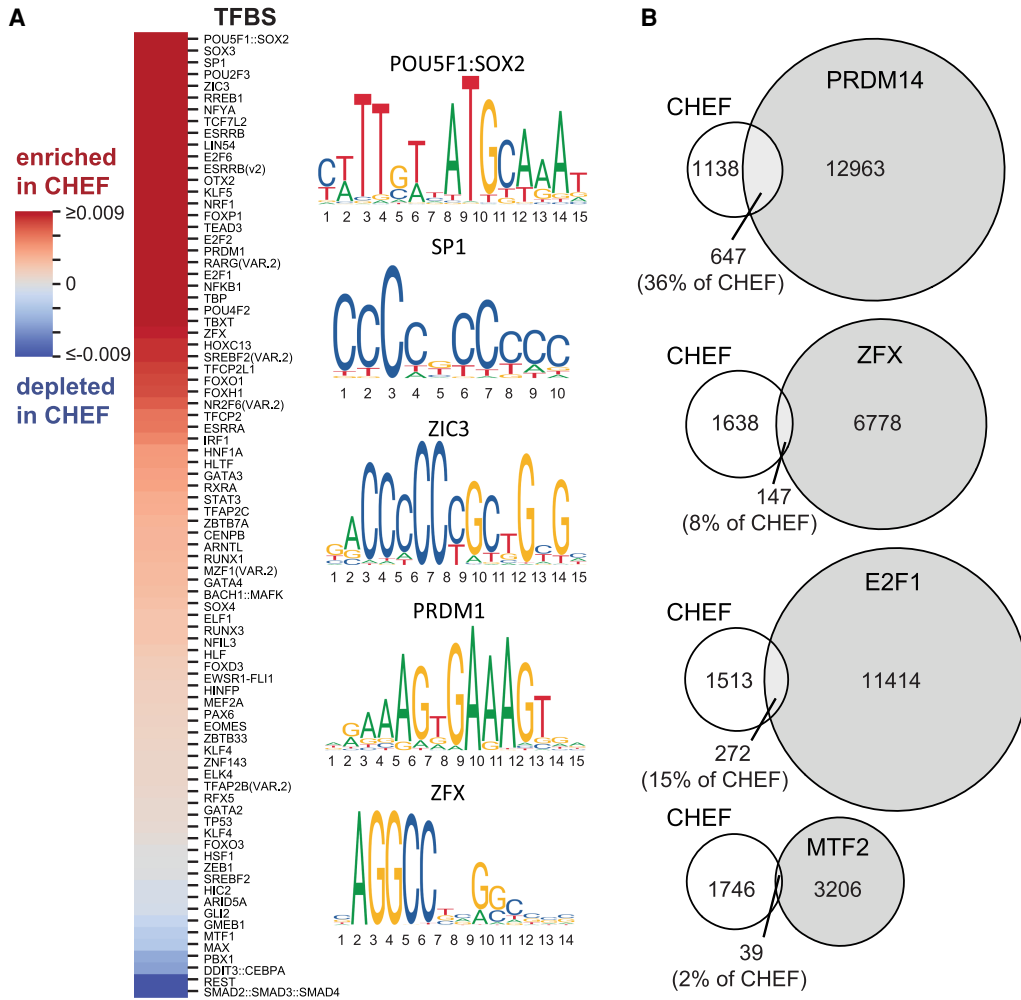 A
TFBS
enriched
in CHEF
≥0.009
0
≤-0.009
depleted
in CHEF
POU5F1::SOX2
SOX3
SP1
POU2F3
ZIC3
RREB1
NFYA
TCF7L2
ESRRB
LIN54
E2F6
ESRRB(v2)
OTX2
KLF5
NRF1
FOXP1
TEAD3
E2F2
PRDM1
RARG(VAR.2)
E2F1
NFKB1
TBP
POU4F2
TBXT
ZFX
HOXC13
SREBF2(VAR.2)
TFCP2L1
FOXO1
FOXH1
NR2F6(VAR.2)
TFCP2
ESRRA
IRF1
HNF1A
HLTF
GATA3
RXRA
STAT3
TFAP2C
ZBTB7A
CENPB
ARNTL
RUNX1
MZF1(VAR.2)
GATA4
BACH1::MAFK
SOX4
ELF1
RUNX3
NFIL3
HLF
FOXD3
EWSR1-FLI1
HINFP
MEF2A
PAX6
EOMES
ZBTB33
KLF4
ZNF143
ELK4
TFAP2B(VAR.2)
RFX5
GATA2
TP53
KLF4
FOXO3
HSF1
ZEB1
SREBF2
HIC2
ARID5A
GLI2
GMEB1
MTF1
MAX
PBX1
DDIT3::CEBPA
REST
SMAD2::SMAD3::SMAD4
POU5F1:SOX2
CTTTGTATGCAAAT
1 2 3 4 5 6 7 8 9 10 11 12 13 14 15
SP1
1 2 3 4 5 6 7 8 9 10
ZIC3
1 2 3 4 5 6 7 8 9 10 11 12 13 14 15
PRDM1
1 2 3 4 5 6 7 8 9 10 11 12 13 14 15
ZFX
1 2 3 4 5 6 7 8 9 10 11 12 13 14
B
PRDM14
CHEF
1138
12963
647
(36% of CHEF)
ZFX
CHEF
1638
6778
147
(8% of CHEF)
E2F1
CHEF
1513
11414
272
(15% of CHEF)
CHEF
MTF2
1746
3206
39
(2% of CHEF)